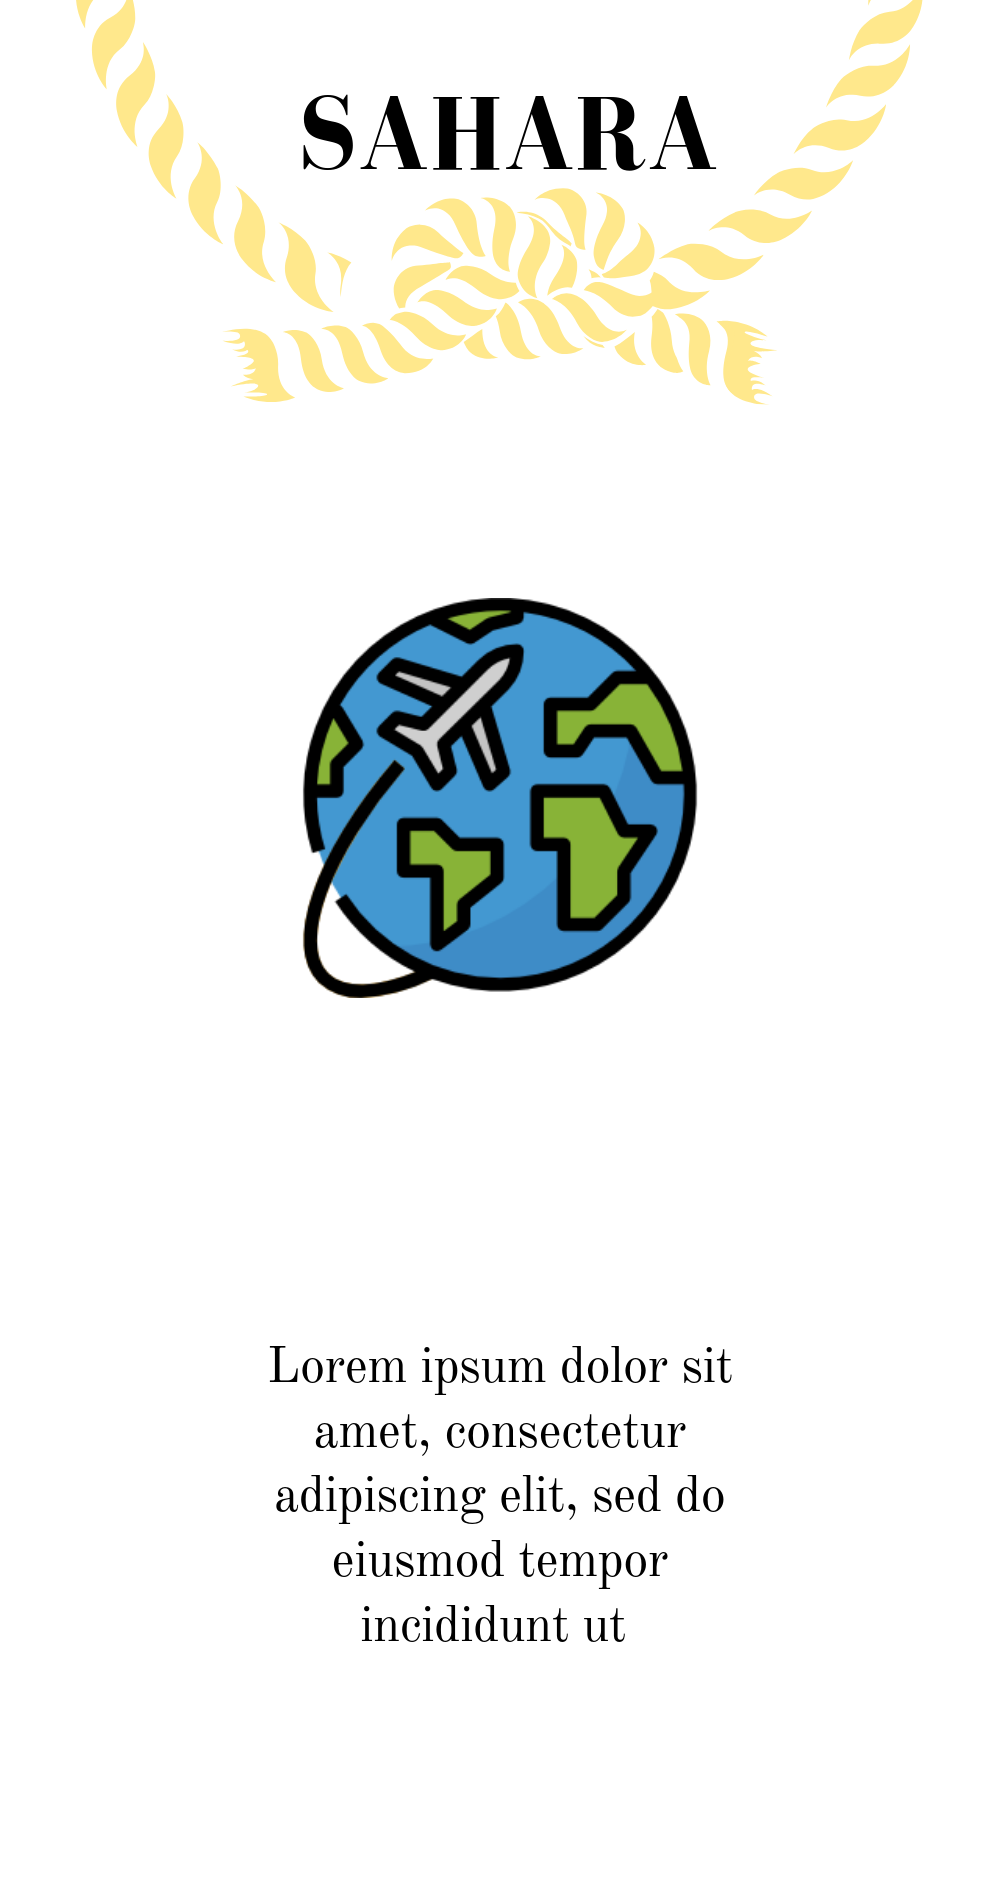 SAHARA
Lorem ipsum dolor sit
amet, consectetur
adipiscing elit, sed do
eiusmod tempor
incididunt ut